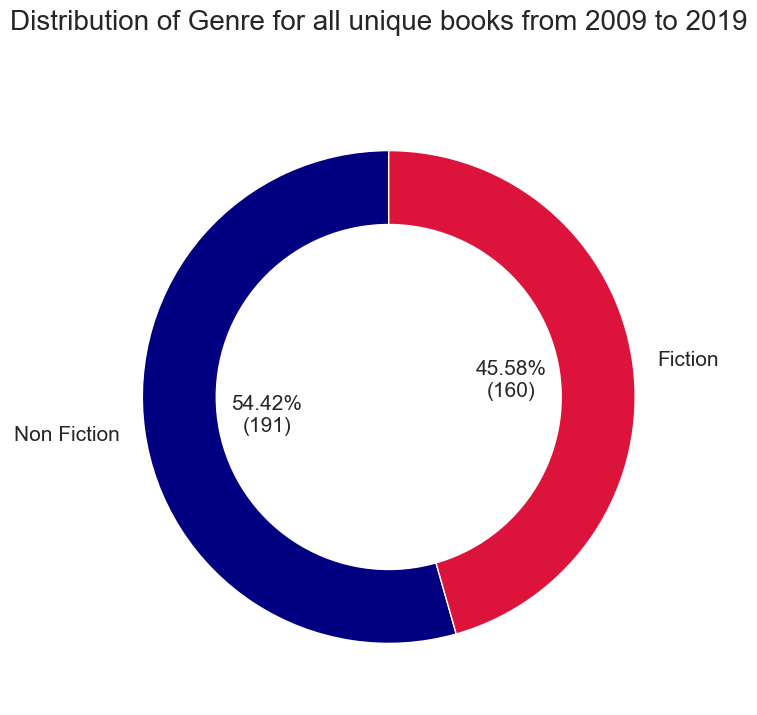 Distribution of Genre for all unique books from 2009 to 2019
45.58%
(160)
Fiction
54.42%
(191)
Non Fiction